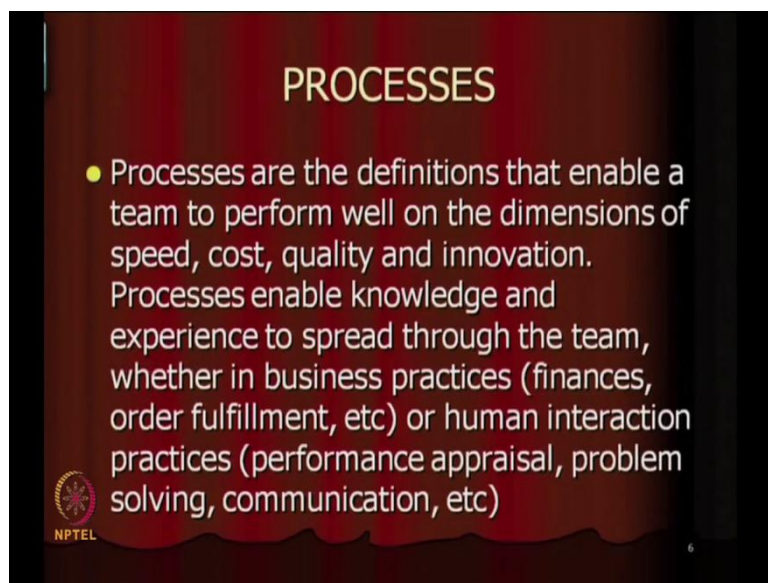 PROCESSES
Processes are the definitions that enable a
team to perform well on the dimensions of
speed, cost, quality and innovation.
Processes enable knowledge and
experience to spread through the team,
whether in business practices (finances,
order fulfillment, etc) or human interaction
practices (performance appraisal, problem
solving, communication, etc)
NPTEL
6